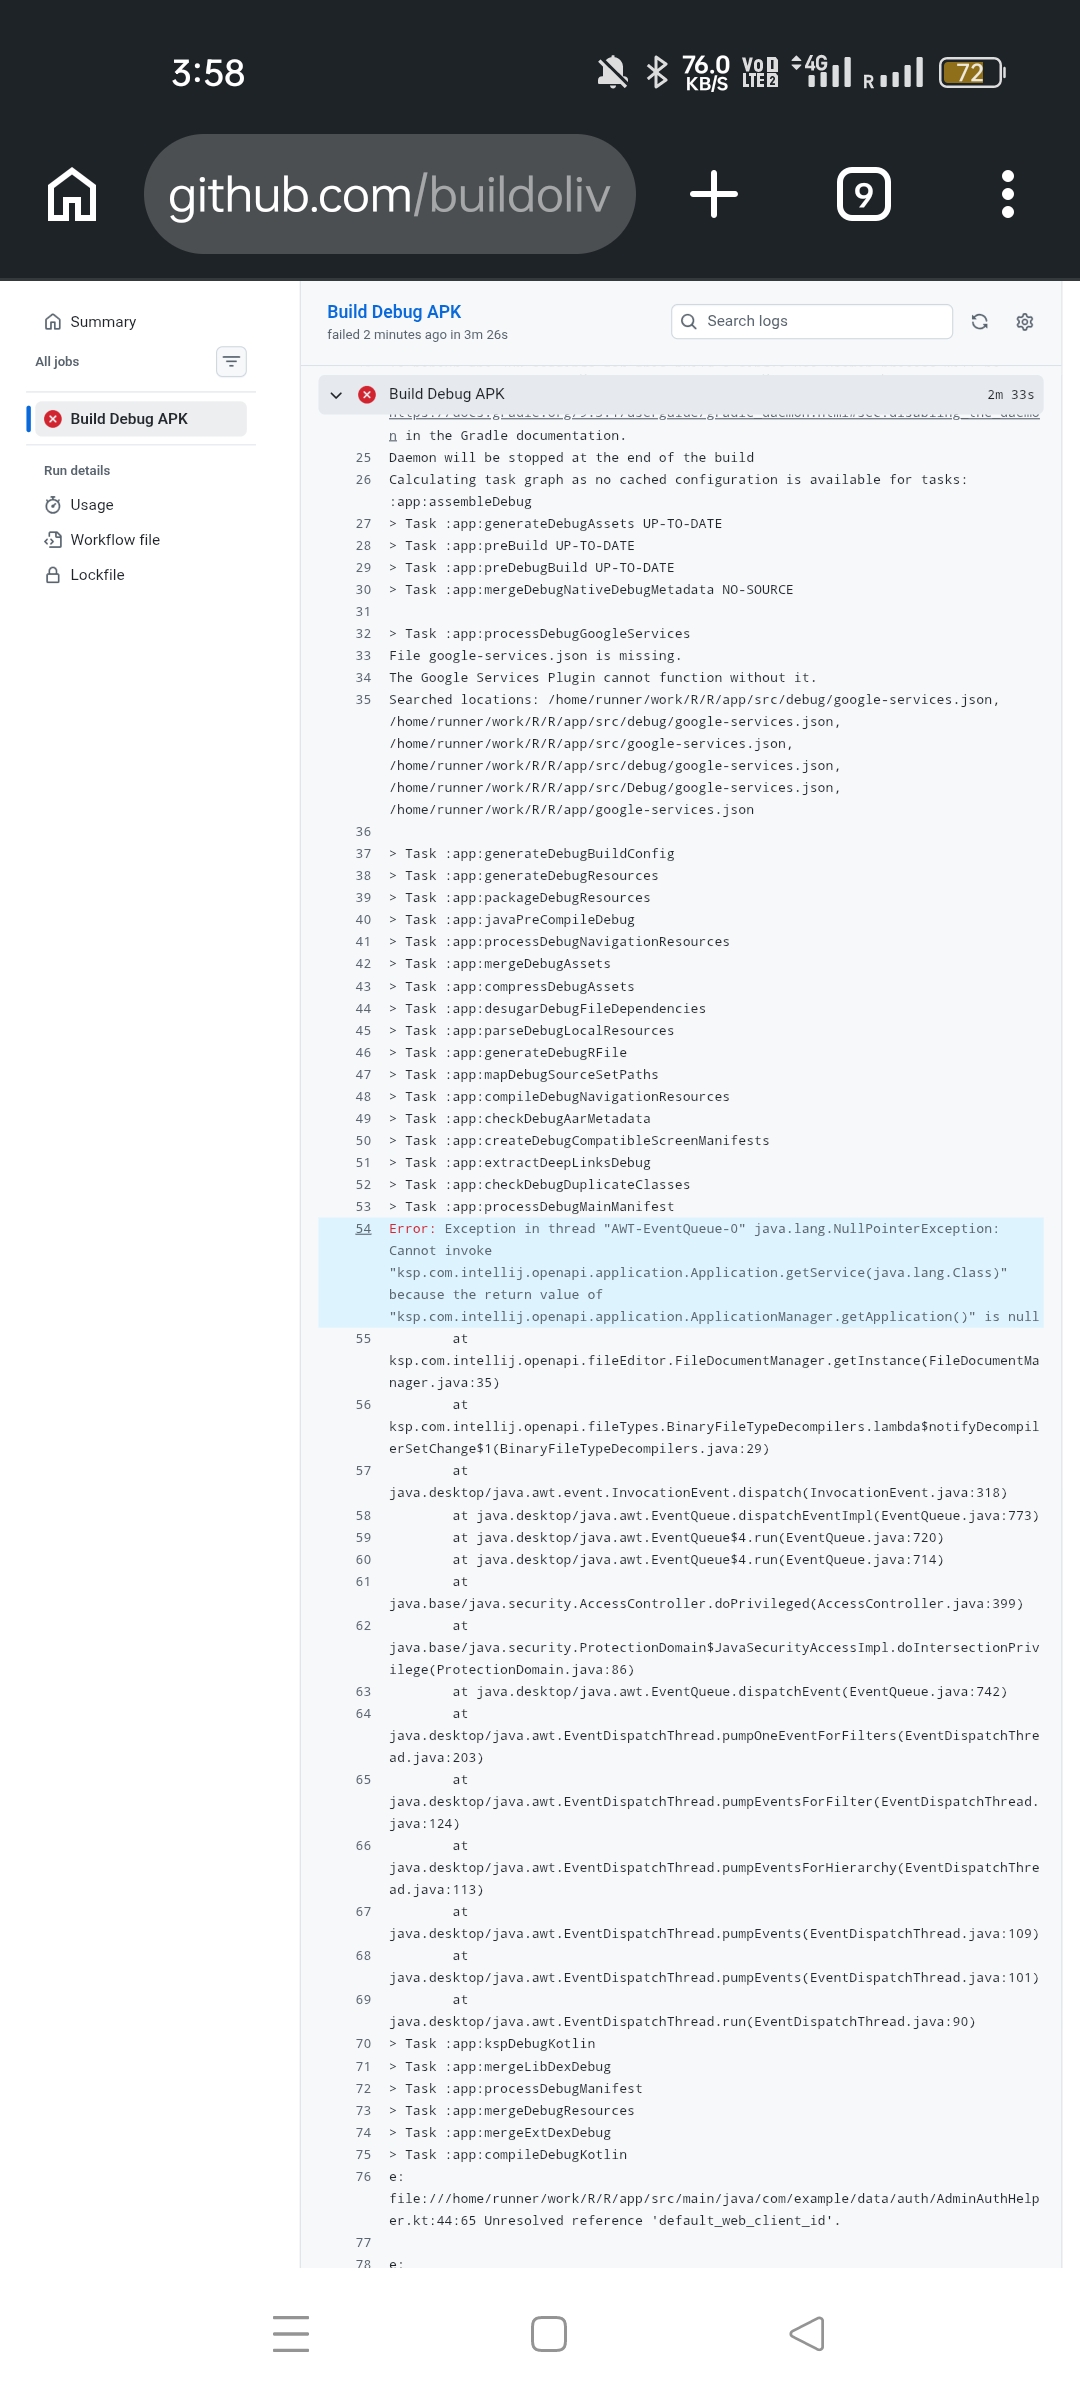 3:58
76.0 KB/S
Vo 1 LTE 2
4G
R
72
github.com/buildoliv
9
Summary
All jobs
Build Debug APK
Run details
Usage
Workflow file
Lockfile
Build Debug APK
failed 2 minutes ago in 3m 26s
Search logs
Build Debug APK 2m 33s
n in the Gradle documentation.
25 Daemon will be stopped at the end of the build
26 Calculating task graph as no cached configuration is available for tasks:
:app:assembleDebug
27 > Task :app:generateDebugAssets UP-TO-DATE
28 > Task :app:preBuild UP-TO-DATE
29 > Task :app:preDebugBuild UP-TO-DATE
30 > Task :app:mergeDebugNativeDebugMetadata NO-SOURCE
31
32 > Task :app:processDebugGoogleServices
33 File google-services.json is missing.
34 The Google Services Plugin cannot function without it.
35 Searched locations: /home/runner/work/R/R/app/src/debug/google-services.json,
/home/runner/work/R/R/app/src/debug/google-services.json,
/home/runner/work/R/R/app/src/google-services.json,
/home/runner/work/R/R/app/src/debug/google-services.json,
/home/runner/work/R/R/app/src/Debug/google-services.json,
/home/runner/work/R/R/app/google-services.json
36
37 > Task :app:generateDebugBuildConfig
38 > Task :app:generateDebugResources
39 > Task :app:packageDebugResources
40 > Task :app:javaPreCompileDebug
41 > Task :app:processDebugNavigationResources
42 > Task :app:mergeDebugAssets
43 > Task :app:compressDebugAssets
44 > Task :app:desugarDebugFileDependencies
45 > Task :app:parseDebugLocalResources
46 > Task :app:generateDebugRFile
47 > Task :app:mapDebugSourceSetPaths
48 > Task :app:compileDebugNavigationResources
49 > Task :app:checkDebugAarMetadata
50 > Task :app:createDebugCompatibleScreenManifests
51 > Task :app:extractDeepLinksDebug
52 > Task :app:checkDebugDuplicateClasses
53 > Task :app:processDebugMainManifest
54 Error: Exception in thread "AWT-EventQueue-0" java.lang.NullPointerException:
Cannot invoke
"ksp.com.intellij.openapi.application.Application.getService(java.lang.Class)"
because the return value of
"ksp.com.intellij.openapi.application.ApplicationManager.getApplication()" is null
55 at
ksp.com.intellij.openapi.fileEditor.FileDocumentManager.getInstance(FileDocumentMa
nager.java:35)
56 at
ksp.com.intellij.openapi.fileTypes.BinaryFileTypeDecompilers.lambda$notifyDecompil
erSetChange$1(BinaryFileTypeDecompilers.java:29)
57 at
java.desktop/java.awt.event.InvocationEvent.dispatch(InvocationEvent.java:318)
58 at java.desktop/java.awt.EventQueue.dispatchEventImpl(EventQueue.java:773)
59 at java.desktop/java.awt.EventQueue$4.run(EventQueue.java:720)
60 at java.desktop/java.awt.EventQueue$4.run(EventQueue.java:714)
61 at
java.base/java.security.AccessController.doPrivileged(AccessController.java:399)
62 at
java.base/java.security.ProtectionDomain$JavaSecurityAccessImpl.doIntersectionPriv
ilege(ProtectionDomain.java:86)
63 at java.desktop/java.awt.EventQueue.dispatchEvent(EventQueue.java:742)
64 at
java.desktop/java.awt.EventDispatchThread.pumpOneEventForFilters(EventDispatchThre
ad.java:203)
65 at
java.desktop/java.awt.EventDispatchThread.pumpEventsForFilter(EventDispatchThread.
java:124)
66 at
java.desktop/java.awt.EventDispatchThread.pumpEventsForHierarchy(EventDispatchThre
ad.java:113)
67 at
java.desktop/java.awt.EventDispatchThread.pumpEvents(EventDispatchThread.java:109)
68 at
java.desktop/java.awt.EventDispatchThread.pumpEvents(EventDispatchThread.java:101)
69 at
java.desktop/java.awt.EventDispatchThread.run(EventDispatchThread.java:90)
70 > Task :app:kspDebugKotlin
71 > Task :app:mergeLibDexDebug
72 > Task :app:processDebugManifest
73 > Task :app:mergeDebugResources
74 > Task :app:mergeExtDexDebug
75 > Task :app:compileDebugKotlin
76 e:
file:///home/runner/work/R/R/app/src/main/java/com/example/data/auth/AdminAuthHelp
er.kt:44:65 Unresolved reference 'default_web_client_id'.
77
78 e: